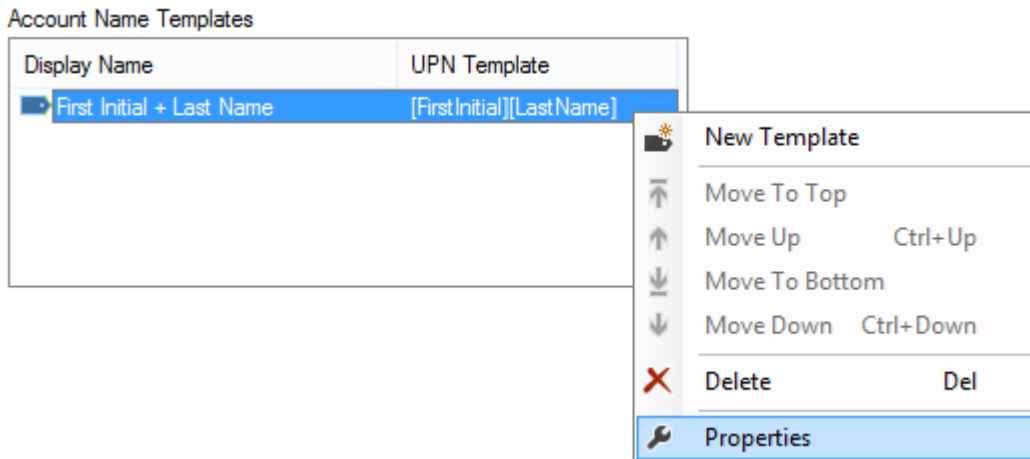 Account Name Templates
Display Name UPN Template
First Initial + Last Name [FirstInitial][LastName]
New Template
Move To Top
Move Up Ctrl+Up
Move To Bottom
Move Down Ctrl+Down
Delete Del
Properties